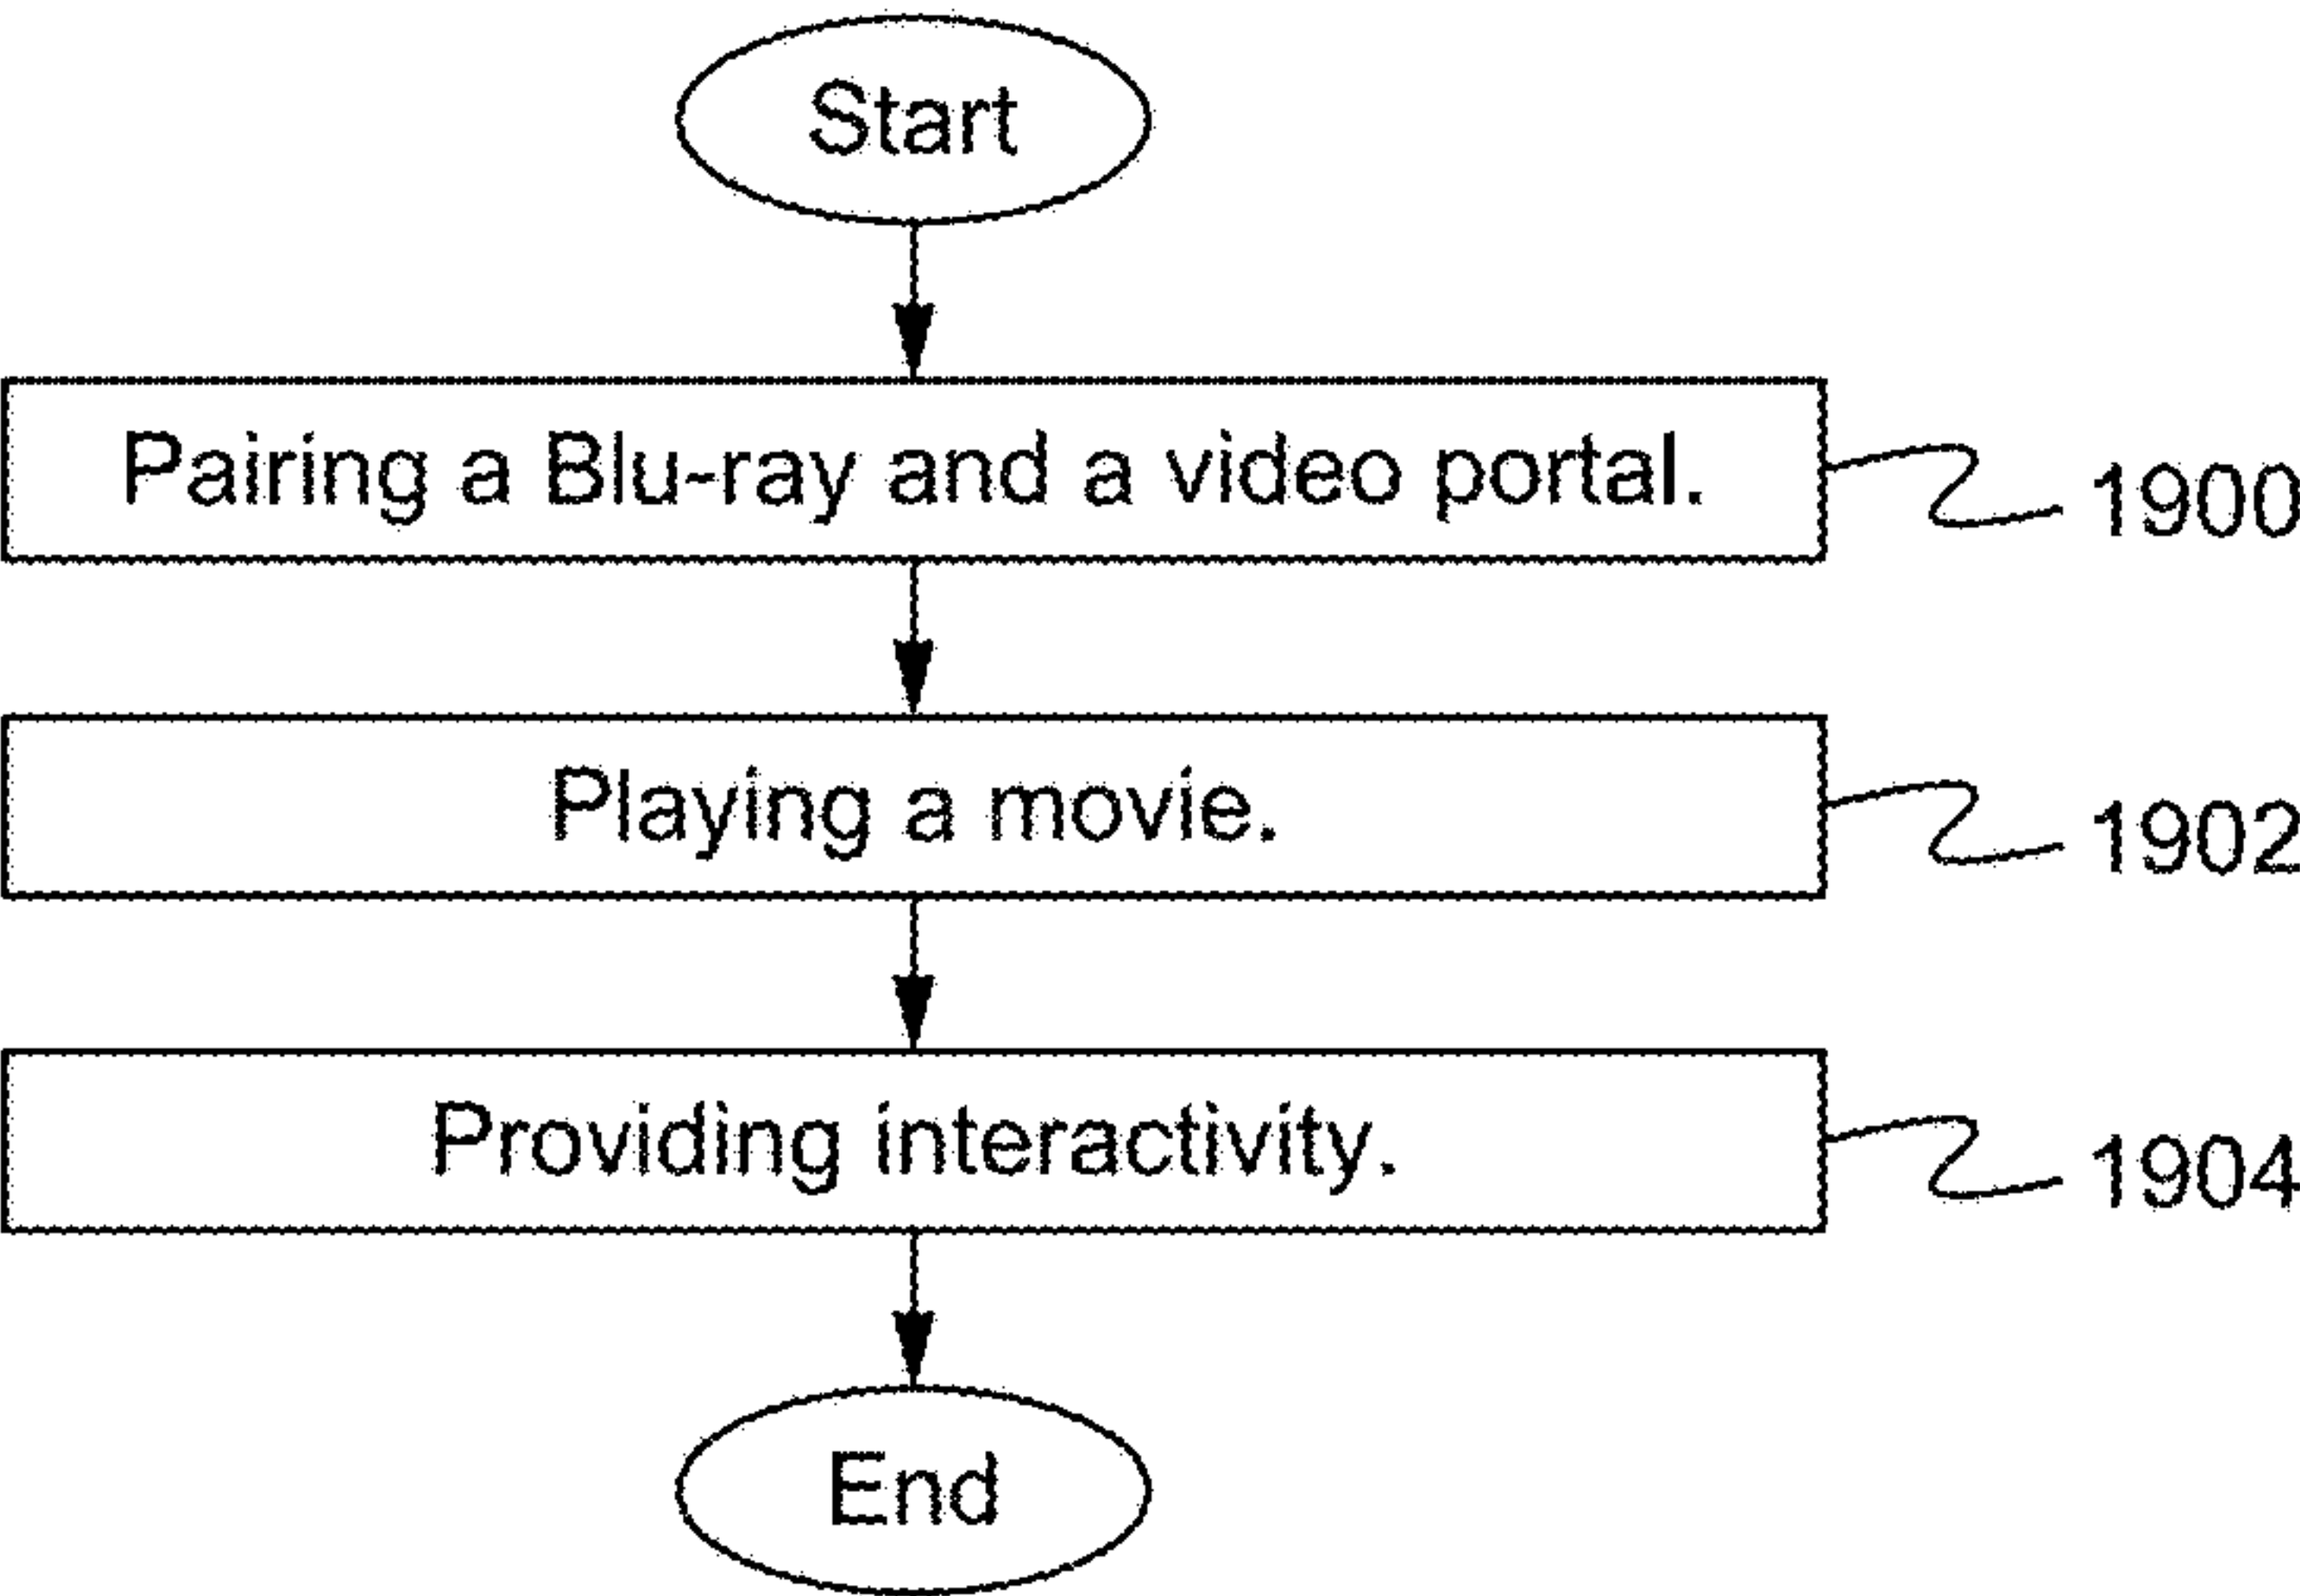 Start
Pairing a Blu-ray and a video portal.
1900
Playing a movie.
1902
Providing interactivity.
1904
End